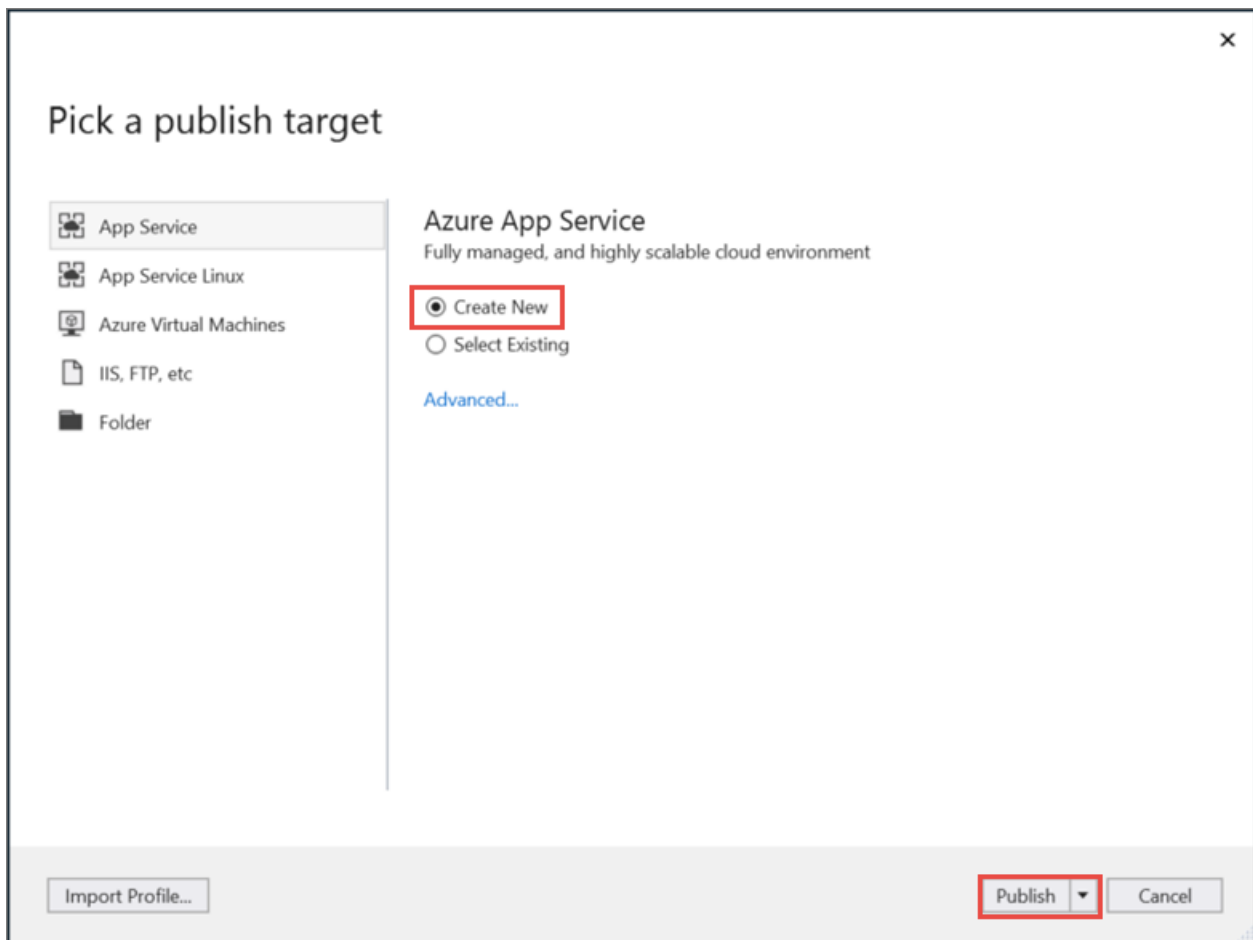 Pick a publish target
App Service
App Service Linux
Azure Virtual Machines
IIS, FTP, etc
Folder
Azure App Service
Fully managed, and highly scalable cloud environment
Create New
Select Existing
Advanced...
Import Profile...
Publish
Cancel